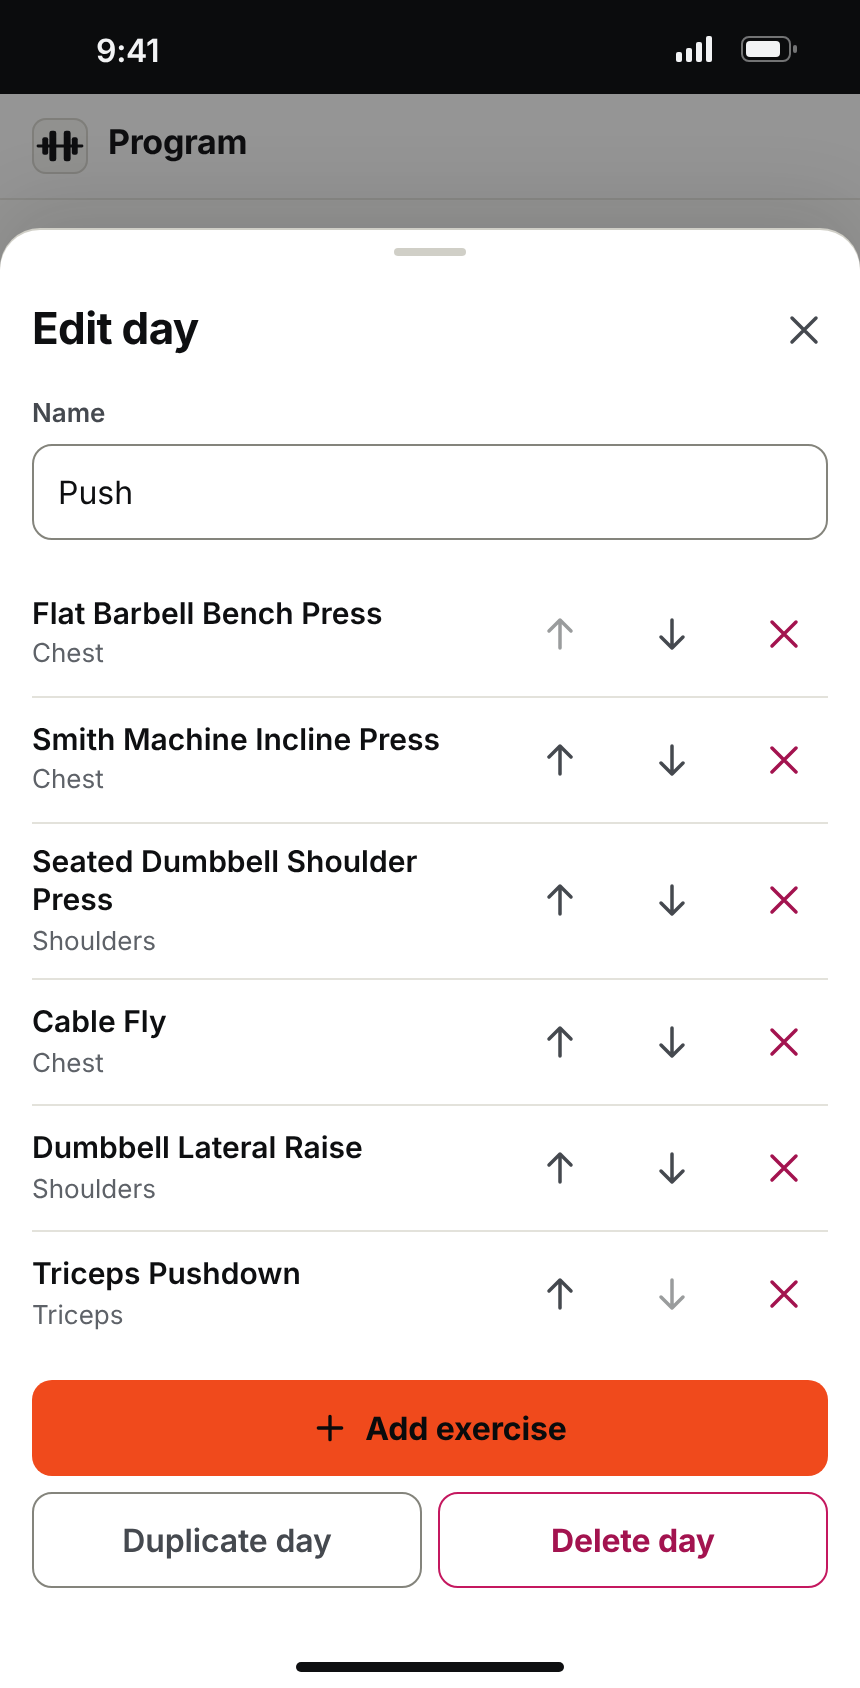 9:41
Program
Edit day
Name
Push
Flat Barbell Bench Press
Chest
Smith Machine Incline Press
Chest
Seated Dumbbell Shoulder
Press
Shoulders
Cable Fly
Chest
Dumbbell Lateral Raise
Shoulders
Triceps Pushdown
Triceps
Add exercise
Duplicate day
Delete day